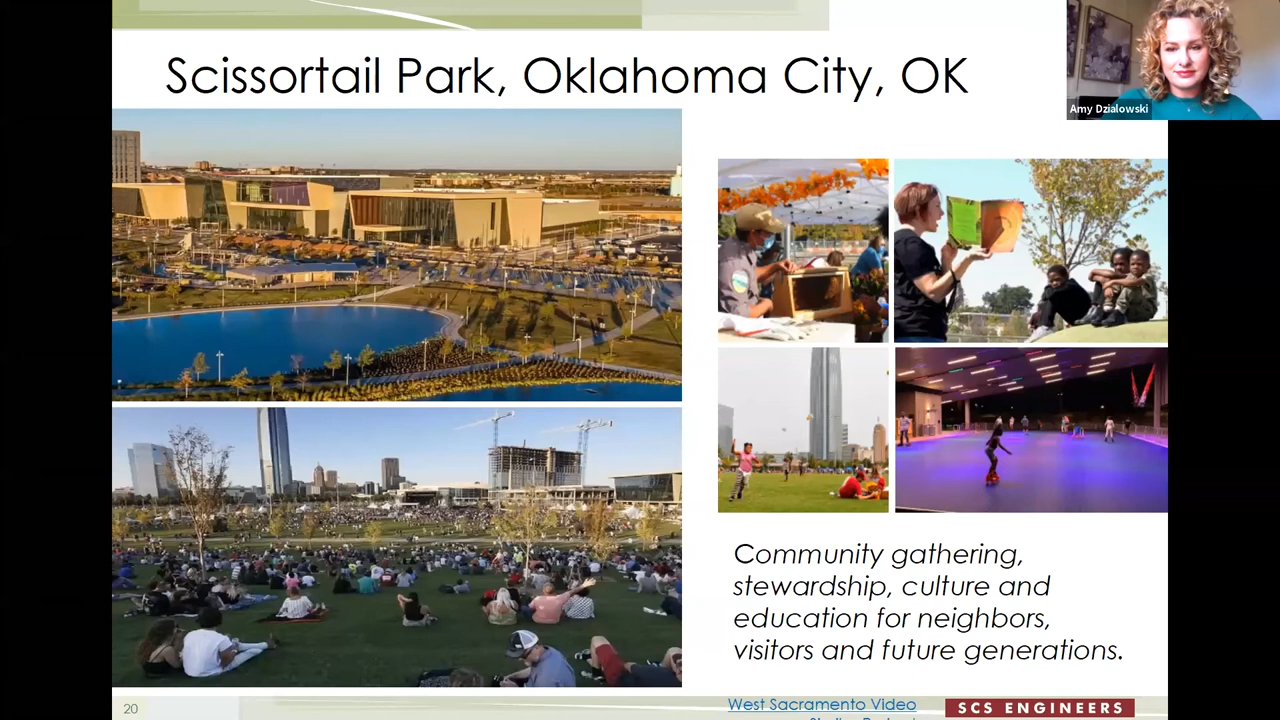 Scissortail Park, Oklahoma City, OK
Amy Dzialowski
Community gathering,
stewardship, culture and
education for neighbors,
visitors and future generations.
20
West Sacramento Video
SCS ENGINEERS